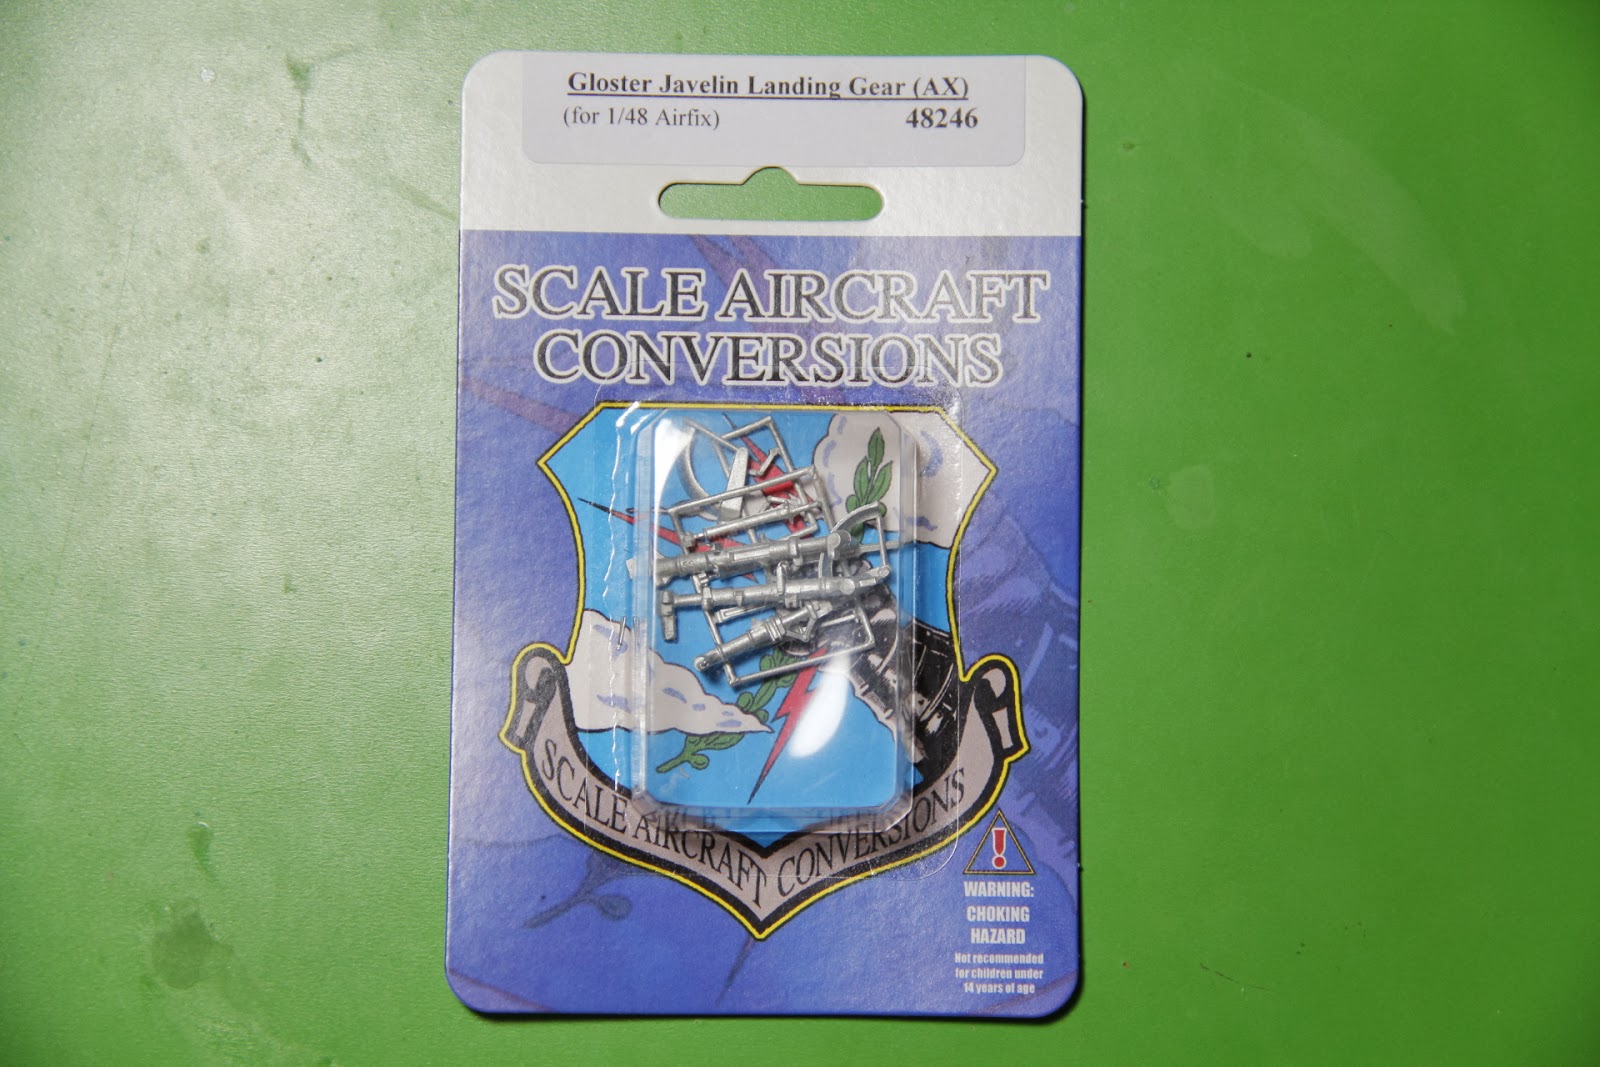 Gloster Javelin Landing Gear (AX)
(for 1/48 Airfix) 48246
SCALE AIRCRAFT
CONVERSIONS
SCALE AIRCRAFT CONVERSIONS
WARNING:
CHOKING
HAZARD
Not recommended
for children under
14 years of age